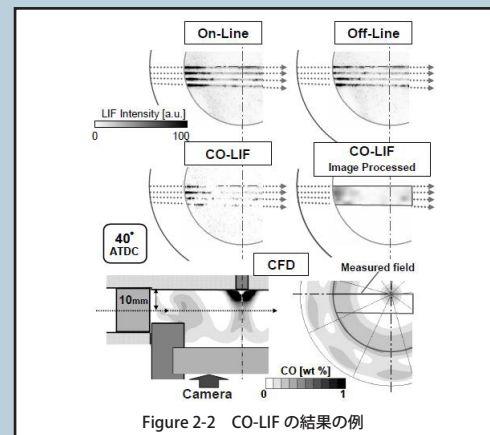 On-Line
Off-Line
LIF Intensity [a.u.]
0
100
CO-LIF
CO-LIF
Image Processed
40°
ATDC
CFD
Measured field
10mm
CO [wt %]
0
1
Camera
Figure 2-2 CO-LIF の結果の例